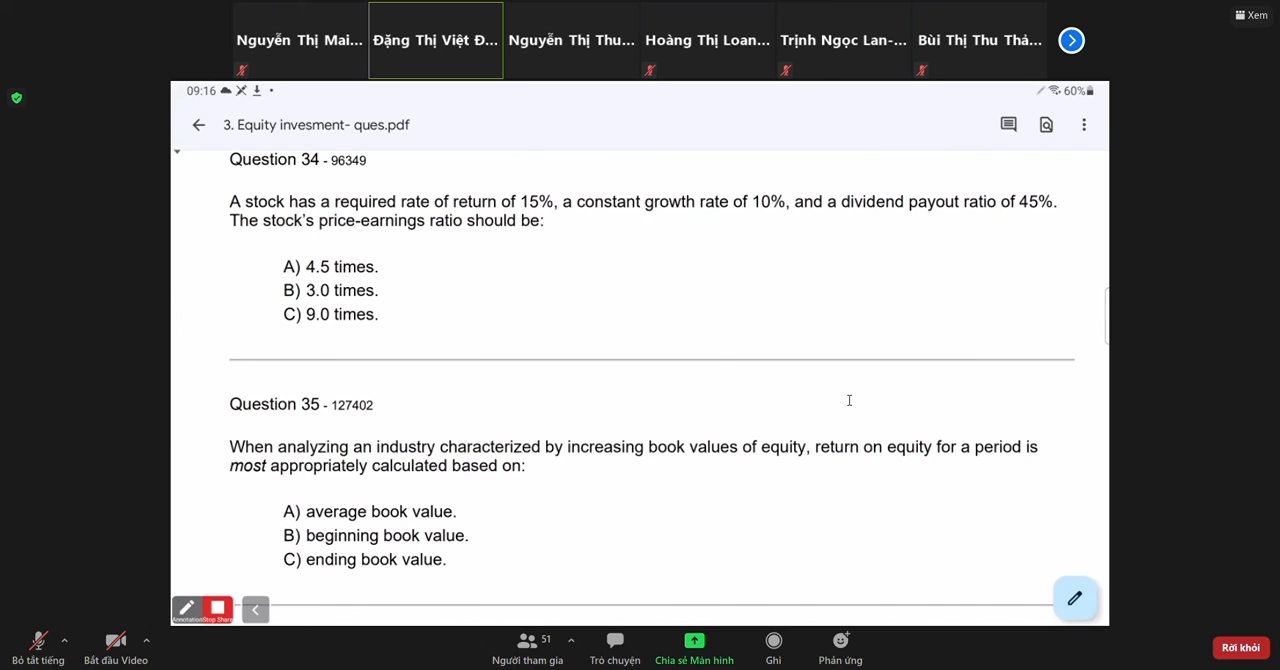 Xem
Nguyễn Thị Mai...
Đặng Thị Việt Đ...
Nguyễn Thị Thu...
Hoàng Thị Loan...
Trịnh Ngọc Lan-...
Bùi Thị Thu Thả...
09:16
60%
3. Equity invesment- ques.pdf
Question 34 - 96349
A stock has a required rate of return of 15%, a constant growth rate of 10%, and a dividend payout ratio of 45%.
The stock's price-earnings ratio should be:
A) 4.5 times.
B) 3.0 times.
C) 9.0 times.
Question 35 - 127402
When analyzing an industry characterized by increasing book values of equity, return on equity for a period is
most appropriately calculated based on:
A) average book value.
B) beginning book value.
C) ending book value.
Annotation
Stop Share
51
Bỏ tắt tiếng
Bắt đầu Video
Người tham gia
Trò chuyện
Chia sẻ Màn hình
Ghi
Phản ứng
Rời khỏi